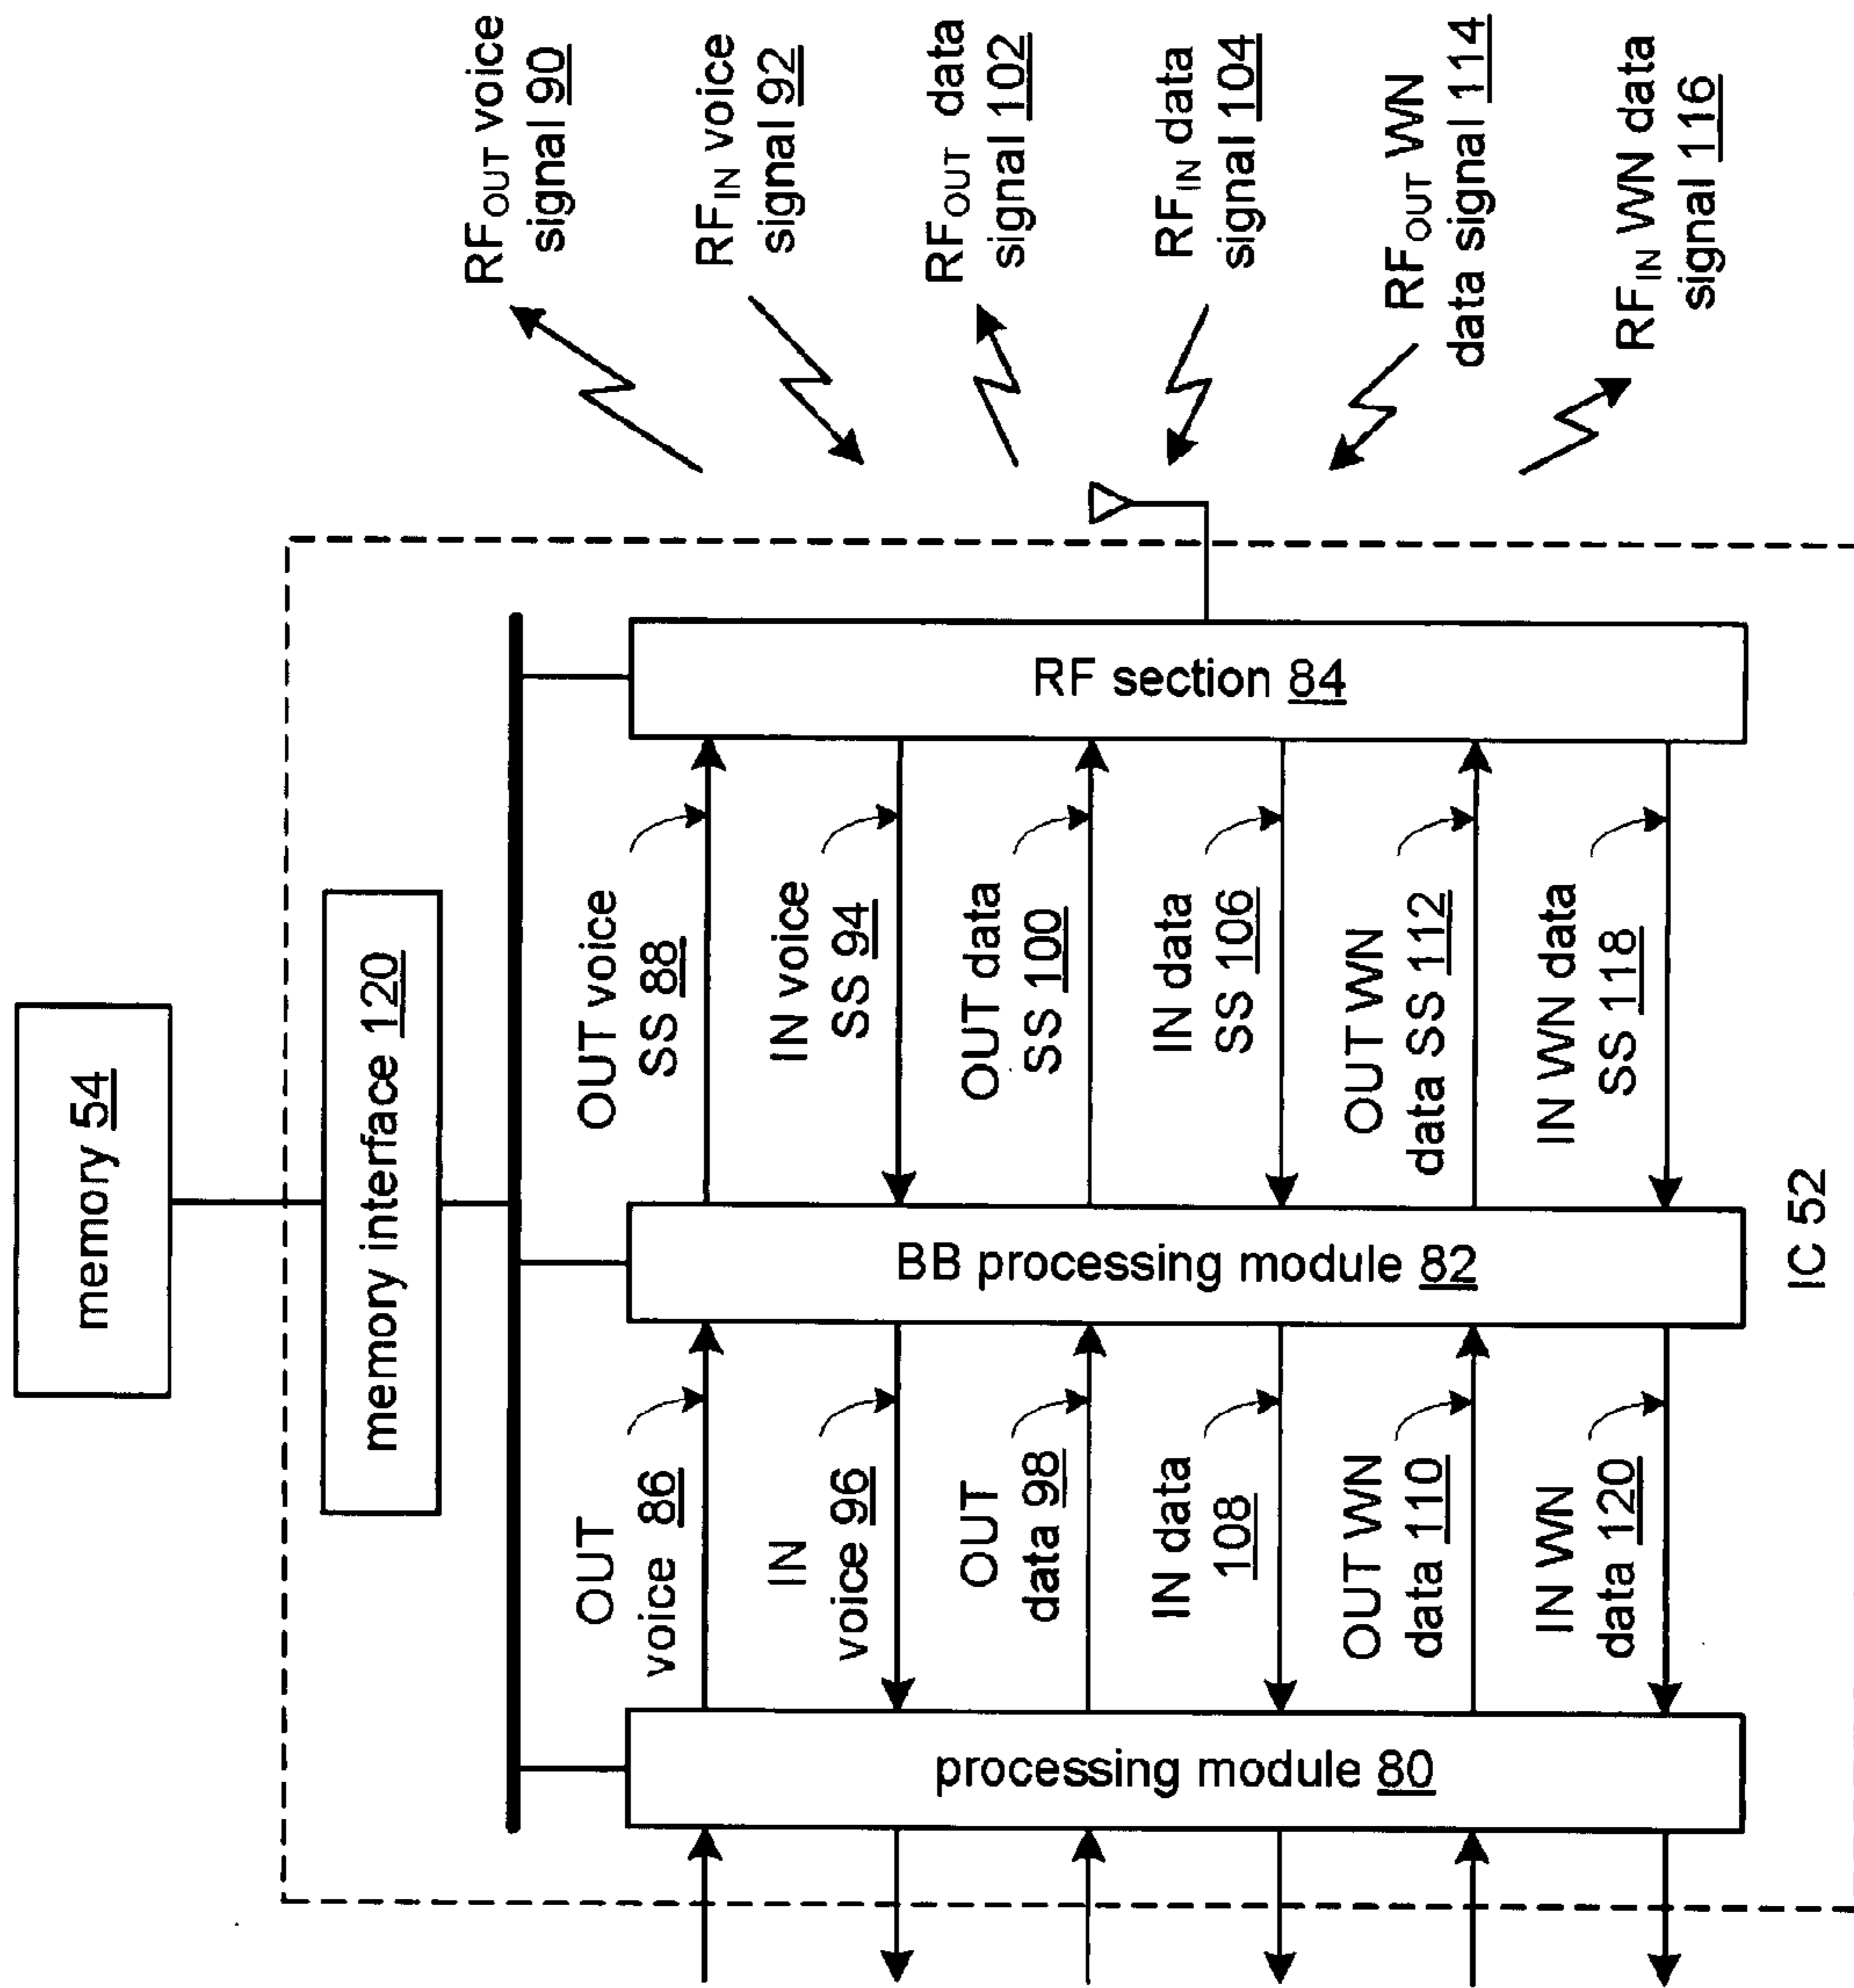 memory 54
memory interface 120
OUT
voice 86
IN
voice 96
OUT
data 98
IN data
108
OUT WN
data 110
IN WN
data 120
OUT voice
SS 88
IN voice
SS 94
OUT data
SS 100
IN data
SS 106
OUT WN
data SS 112
IN WN data
SS 118
processing module 80
BB processing module 82
RF section 84
IC 52
RFOUT voice
signal 90
RFIN voice
signal 92
RFOUT data
signal 102
RFIN data
signal 104
RFOUT WN
data signal 114
RFIN WN data
signal 116